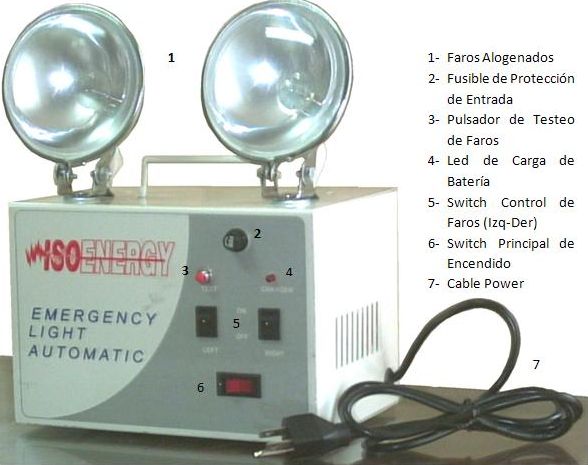 1
1- Faros Alogenados
2- Fusible de Protección
de Entrada
3- Pulsador de Testeo
de Faros
4- Led de Carga de
Batería
5- Switch Control de
Faros (Izq-Der)
6- Switch Principal de
Encendido
7- Cable Power
2
ISOENERGY
3
4
TEST
CHARGER
EMERGENCY
LIGHT
AUTOMATIC
ON
5
OFF
LEFT
RIGHT
6
7